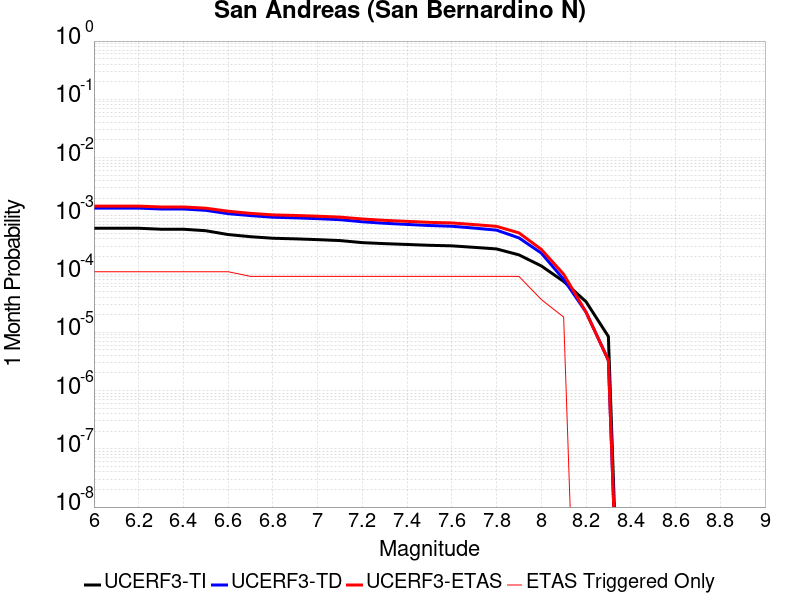 San Andreas (San Bernardino N)
10^0
10^-1
10^-2
10^-3
10^-4
10^-5
10^-6
10^-7
10^-8
1 Month Probability
6 6.2 6.4 6.6 6.8 7 7.2 7.4 7.6 7.8 8 8.2 8.4 8.6 8.8 9
Magnitude
UCERF3-TI UCERF3-TD UCERF3-ETAS ETAS Triggered Only